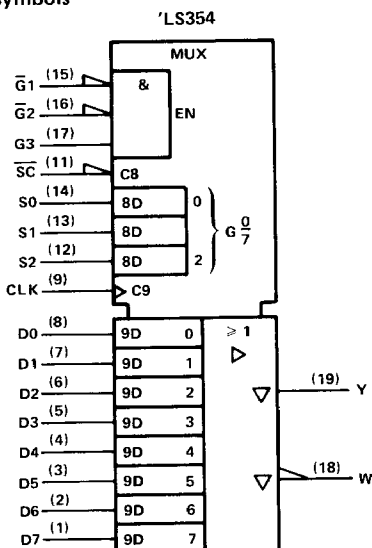 symbols
'LS354
MUX
G̅1 (15) & EN
G̅2 (16)
G3 (17)
S̅C̅ (11) C8
S0 (14) 8D 0
S1 (13) 8D G 0/7
S2 (12) 8D 2
CLK (9) C9
D0 (8) 9D 0 ≥ 1
D1 (7) 9D 1
D2 (6) 9D 2 (19) Y
D3 (5) 9D 3
D4 (4) 9D 4
D5 (3) 9D 5 (18) W
D6 (2) 9D 6
D7 (1) 9D 7